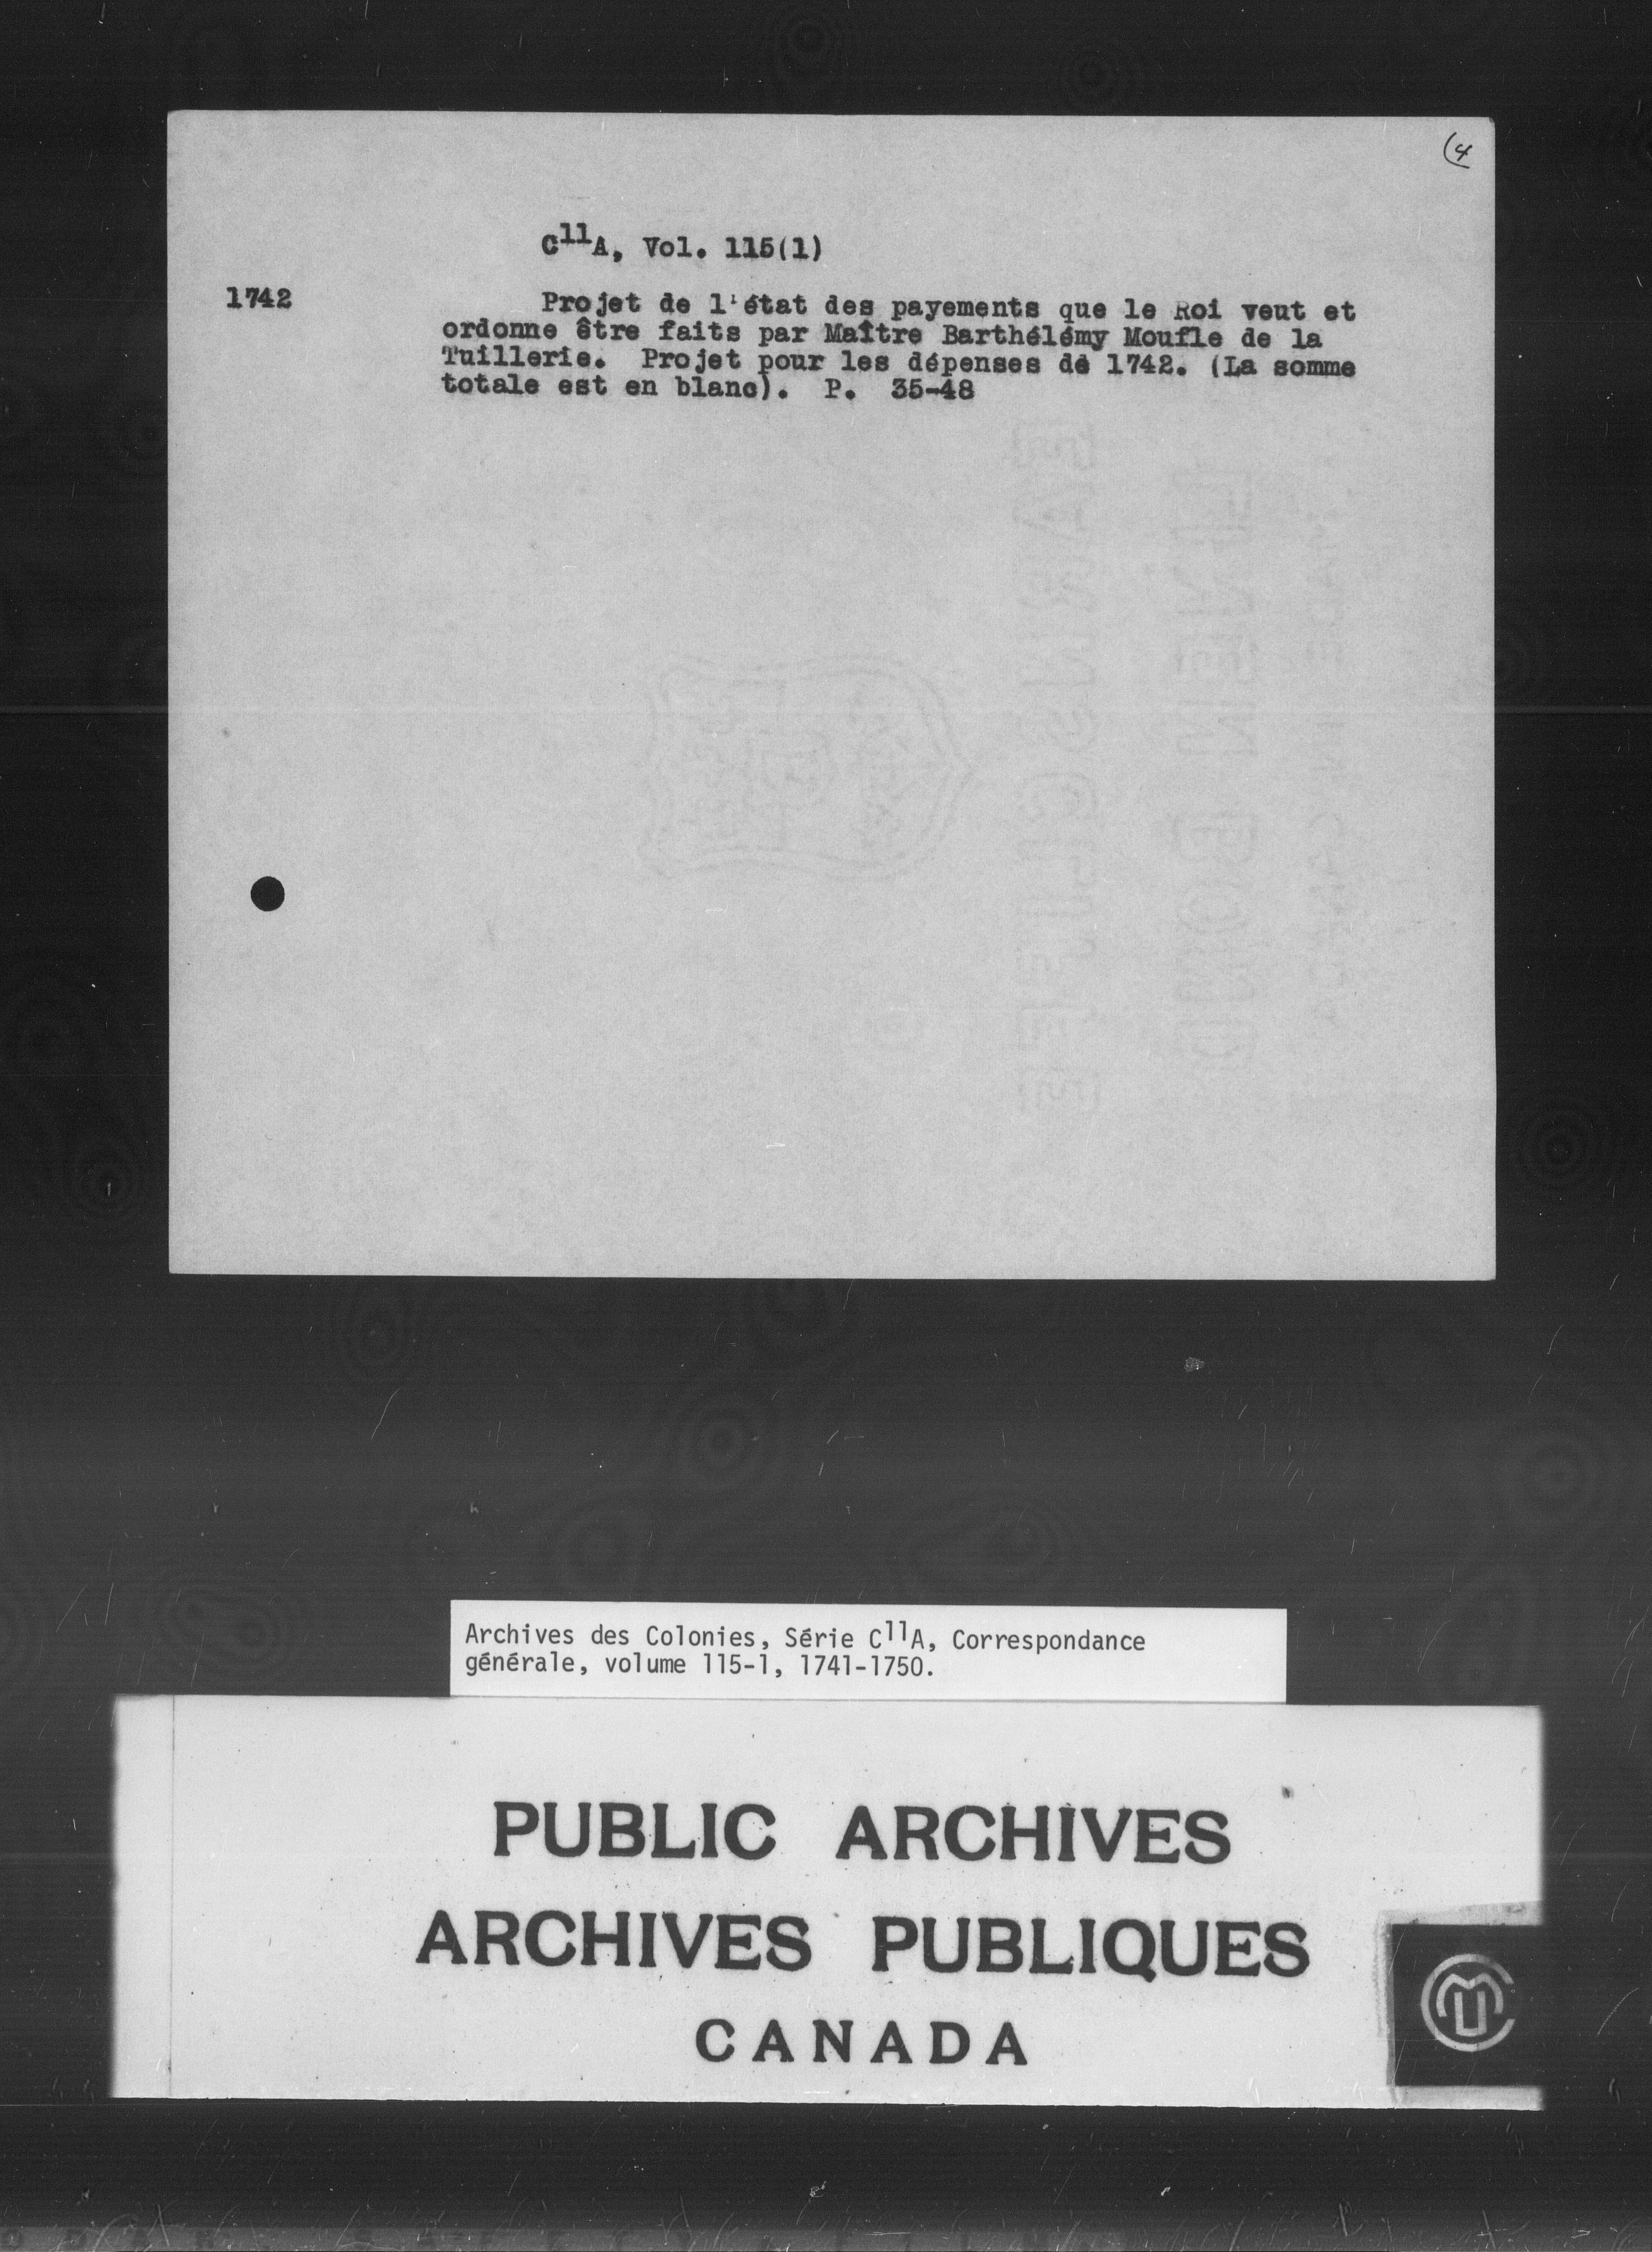 (4
C11A, Vol. 115(1)
1742 Projet de l'état des payements que le Roi veut et
ordonne être faits par Maître Barthélémy Moufle de la
Tuillerie. Projet pour les dépenses de 1742. (La somme
totale est en blanc). P. 35-48
Archives des Colonies, Série C11A, Correspondance
générale, volume 115-1, 1741-1750.
PUBLIC ARCHIVES
ARCHIVES PUBLIQUES
CANADA